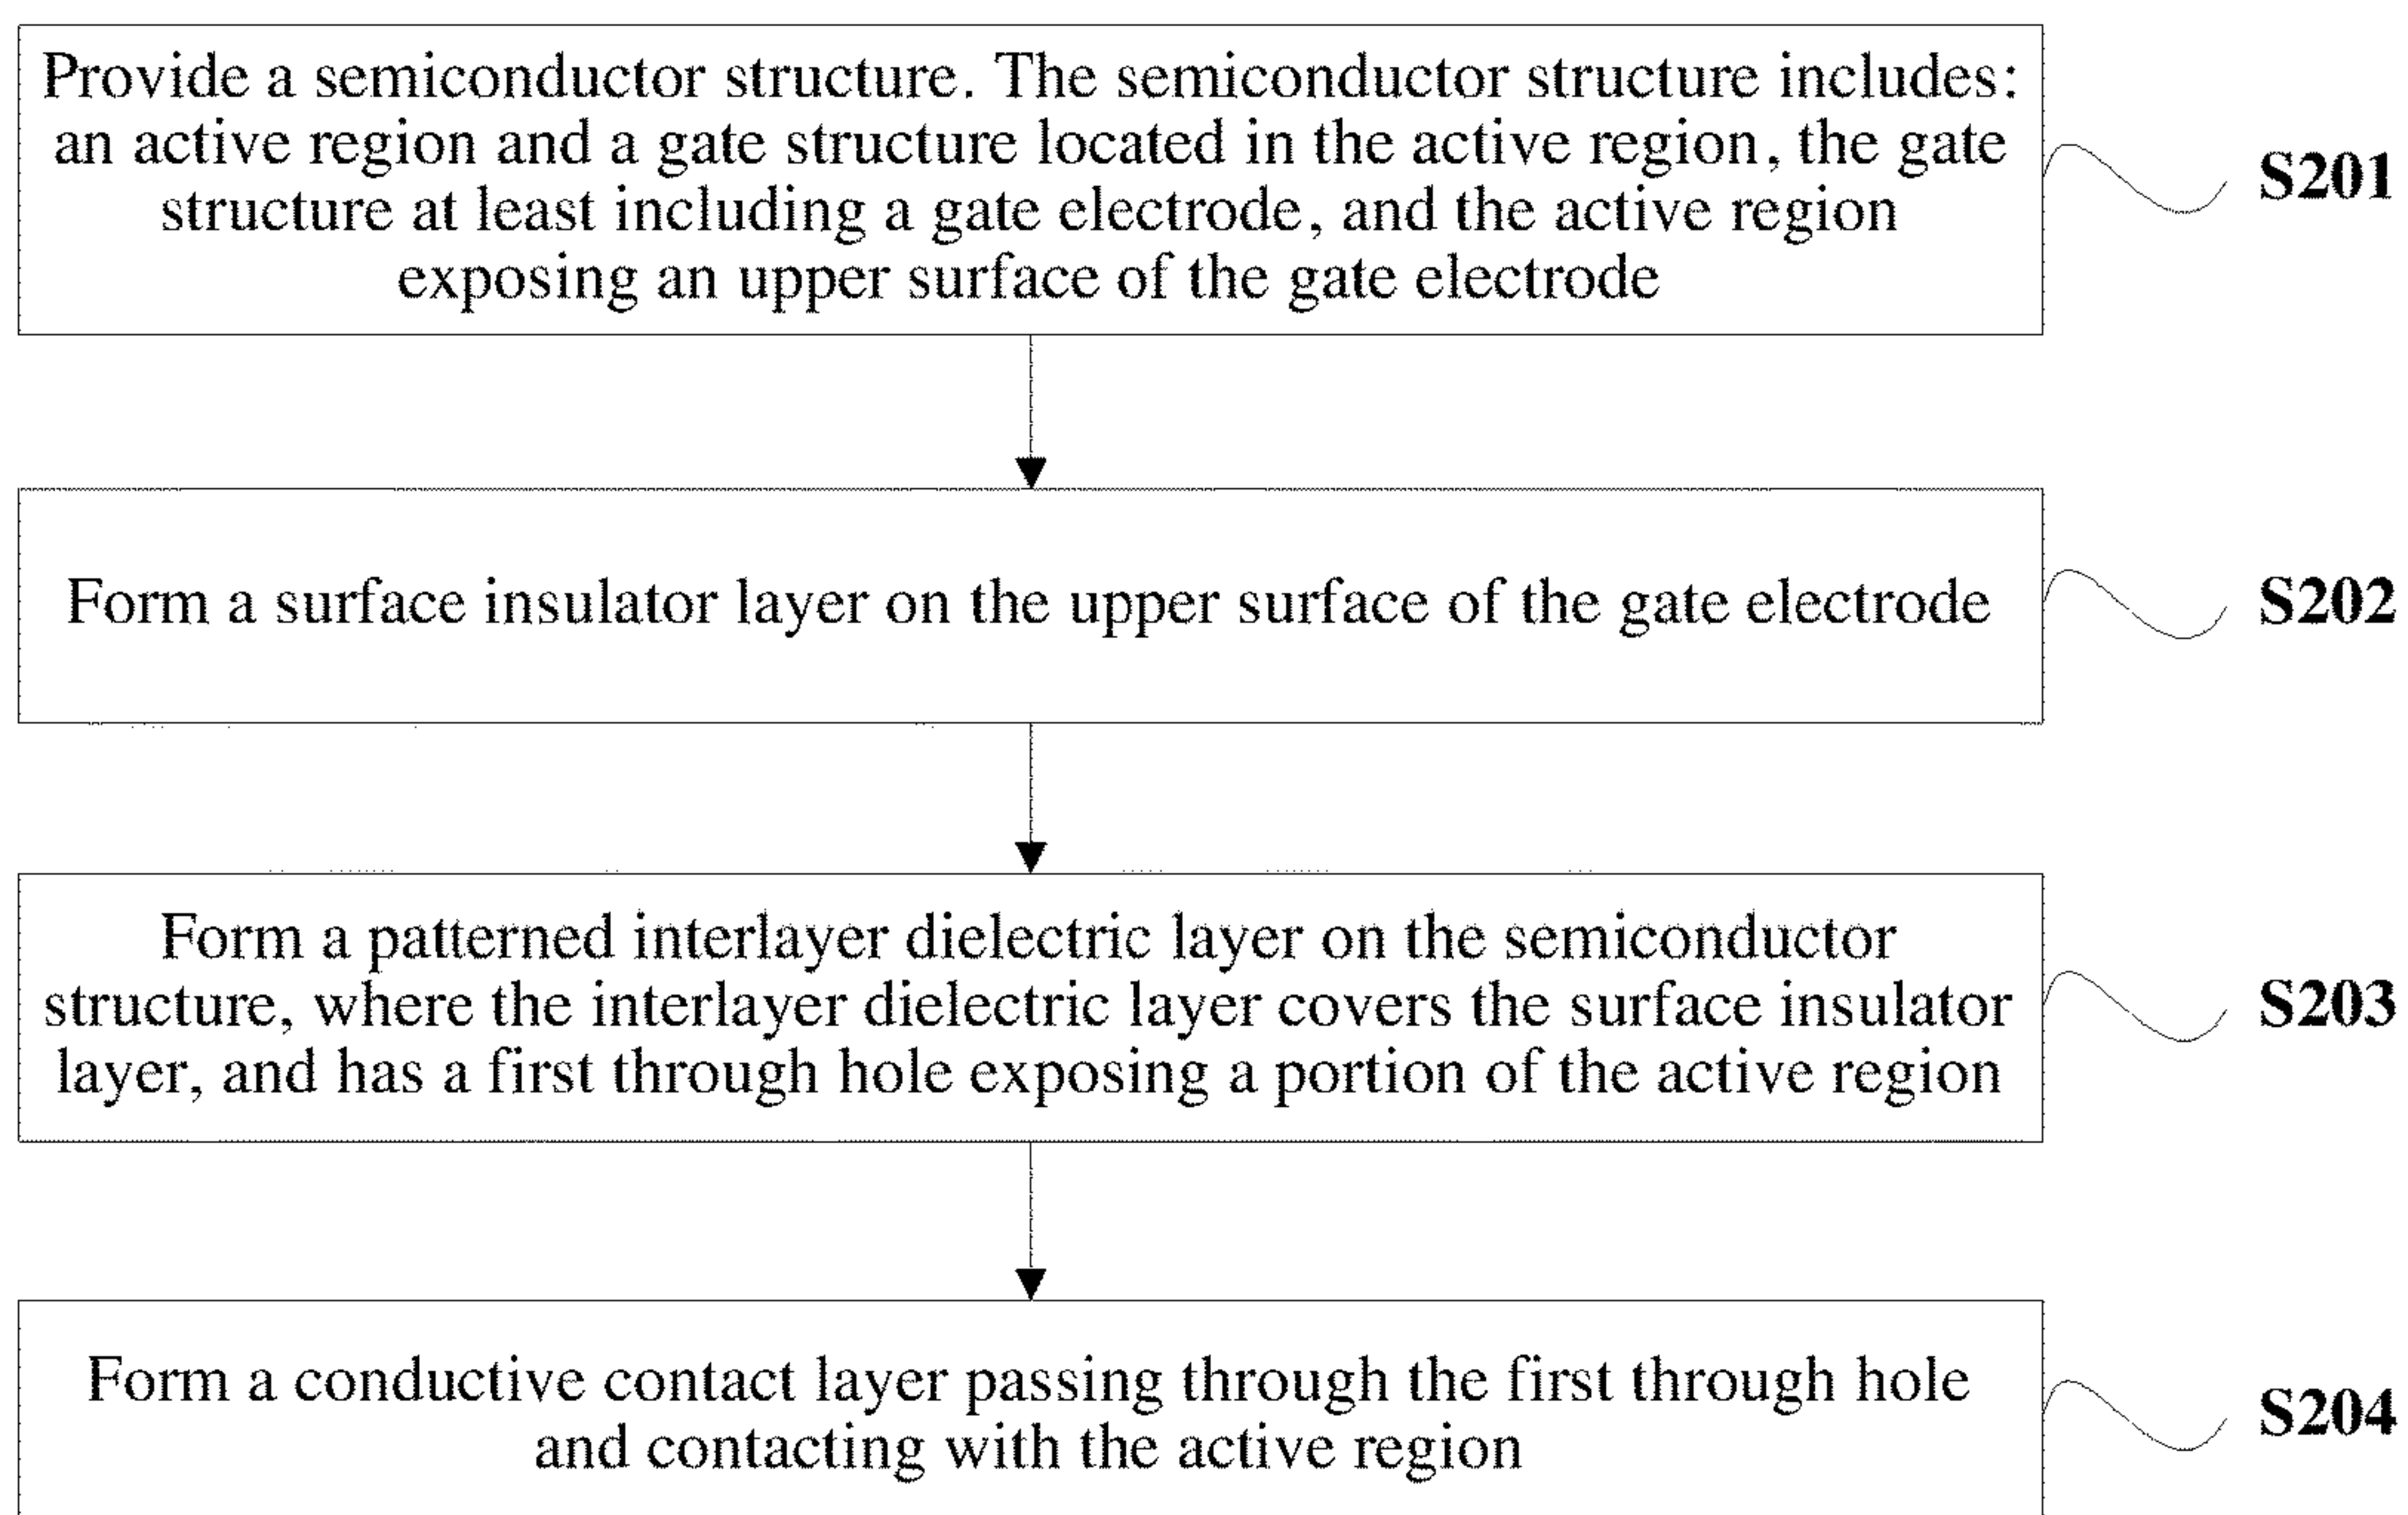 Provide a semiconductor structure. The semiconductor structure includes:
an active region and a gate structure located in the active region, the gate
structure at least including a gate electrode, and the active region
exposing an upper surface of the gate electrode
S201
Form a surface insulator layer on the upper surface of the gate electrode
S202
Form a patterned interlayer dielectric layer on the semiconductor
structure, where the interlayer dielectric layer covers the surface insulator
layer, and has a first through hole exposing a portion of the active region
S203
Form a conductive contact layer passing through the first through hole
and contacting with the active region
S204